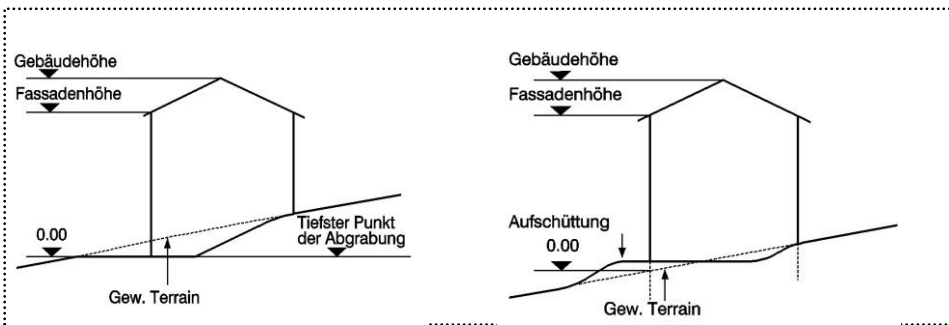 Gebäudehöhe
Fassadenhöhe
0.00
Tiefster Punkt
der Abgrabung
Gew. Terrain
Gebäudehöhe
Fassadenhöhe
Aufschüttung
0.00
Gew. Terrain